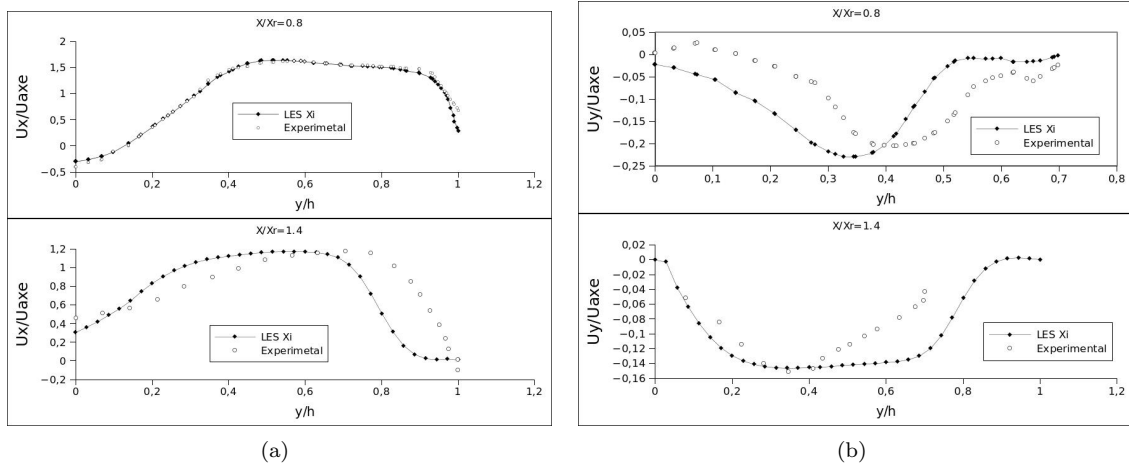 X/Xr=0.8
2
1,5
1
0,5
0
−0,5
Ux/Uaxe
LES Xi
Experimetal
0 0,2 0,4 0,6 0,8 1 1,2
y/h
X/Xr=1.4
1,2
1
0,8
0,6
0,4
0,2
0
−0,2
Ux/Uaxe
LES Xi
Experimetal
0 0,2 0,4 0,6 0,8 1 1,2
y/h
(a)
X/Xr=0.8
0,05
0
−0,05
−0,1
−0,15
−0,2
−0,25
Uy/Uaxe
LES Xi
Experimental
0 0,1 0,2 0,3 0,4 0,5 0,6 0,7 0,8
y/h
X/Xr=1.4
0,02
0
−0,02
−0,04
−0,06
−0,08
−0,1
−0,12
−0,14
−0,16
Uy/Uaxe
LES Xi
Experimental
0 0,2 0,4 0,6 0,8 1 1,2
y/h
(b)